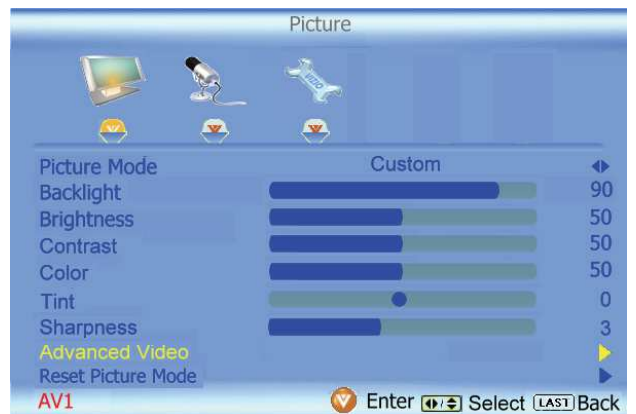 Picture
VIZIO
Picture Mode Custom
Backlight 90
Brightness 50
Contrast 50
Color 50
Tint 0
Sharpness 3
Advanced Video
Reset Picture Mode
AV1 V Enter Select LAST Back